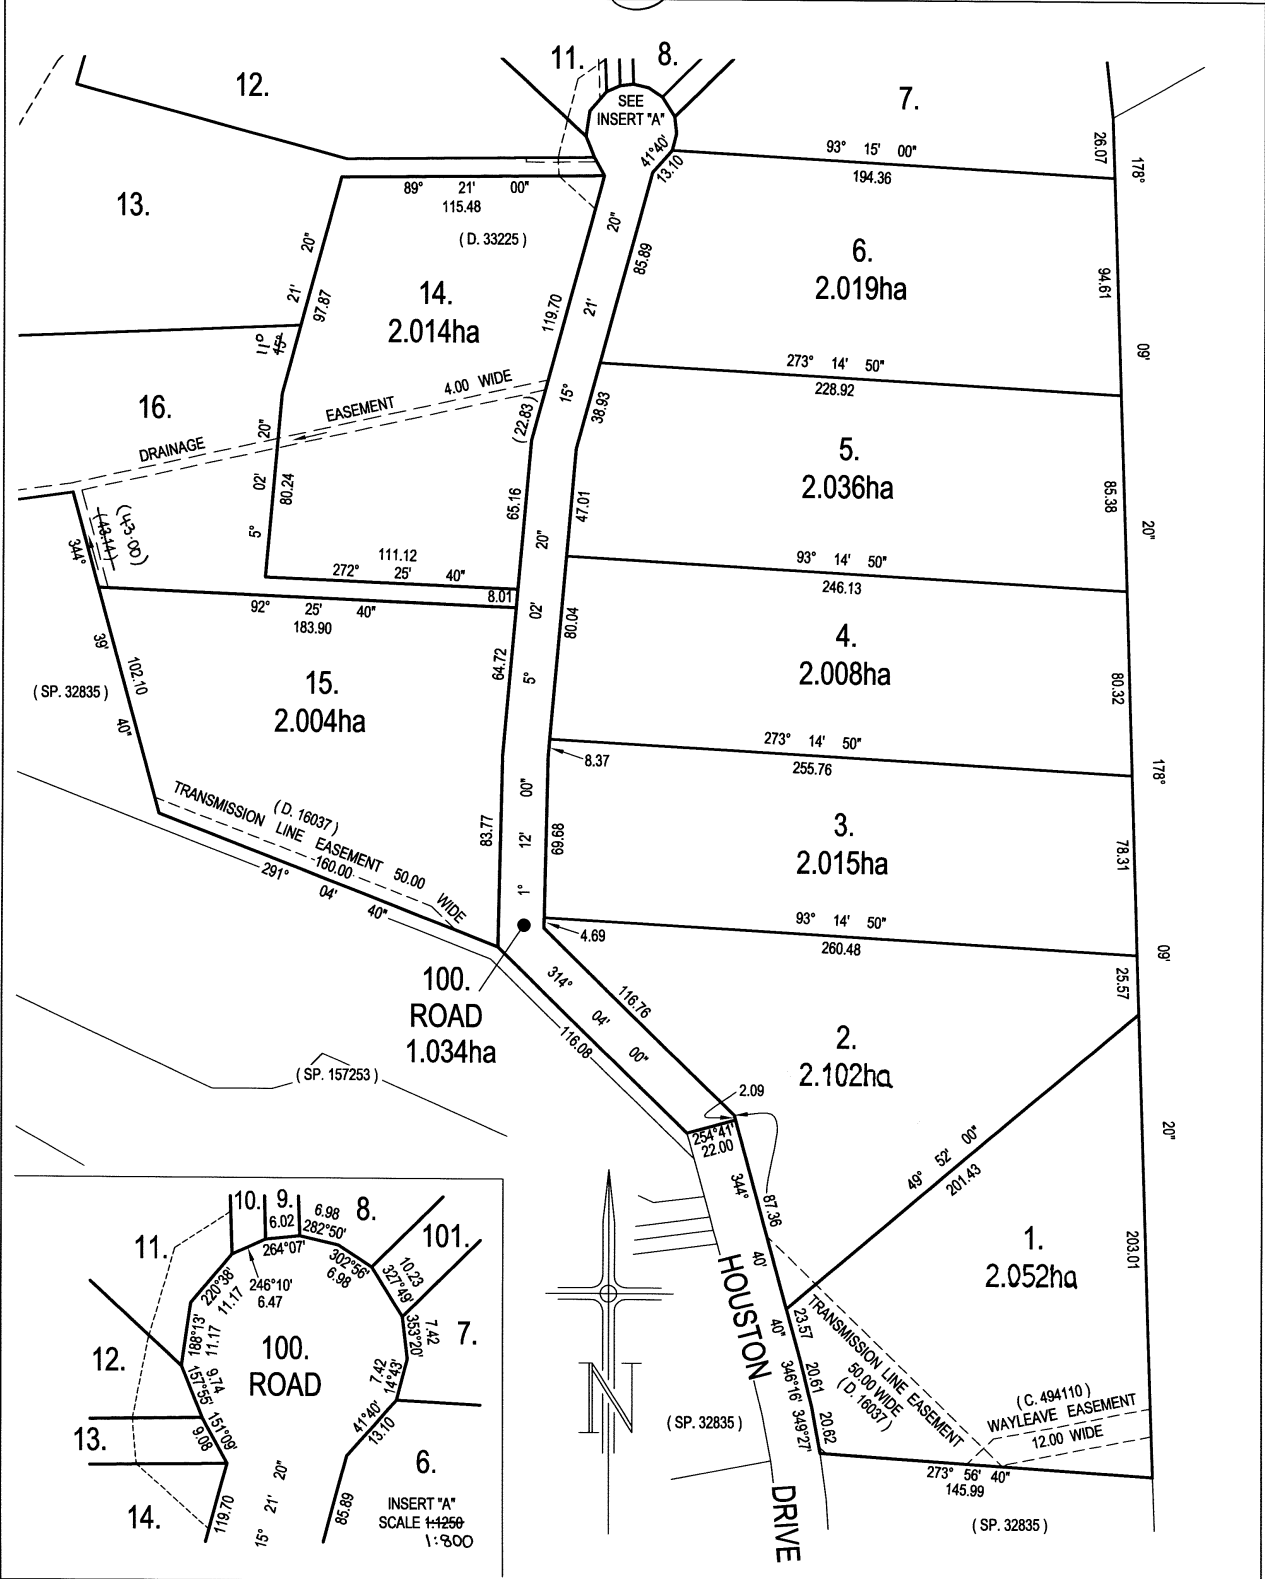 12.
11.
8.
7.
SEE
INSERT "A"
41°40'
13.10
93° 15' 00"
194.36
26.07
178°
13.
89° 21' 00"
115.48
( D. 33225 )
20"
21'
97.87
11°
45°
14.
2.014ha
119.70
20"
21'
15°
85.89
6.
2.019ha
94.61
09'
273° 14' 50"
228.92
16.
DRAINAGE EASEMENT 4.00 WIDE
( 22.83 )
38.93
20"
02'
5°
80.24
65.16
47.01
5.
2.036ha
85.38
20"
344°
(43.14)
(43.00)
111.12
272° 25' 40"
8.01
92° 25' 40"
183.90
20"
02'
5°
93° 14' 50"
246.13
39'
102.10
40"
( SP. 32835 )
64.72
80.04
4.
2.008ha
80.32
15.
2.004ha
273° 14' 50"
255.76
8.37
178°
TRANSMISSION LINE EASEMENT 50.00 WIDE
( D. 16037 )
160.00
291° 04' 40"
83.77
00"
12'
1°
69.68
3.
2.015ha
78.31
93° 14' 50"
260.48
4.69
09'
25.57
100.
ROAD
1.034ha
314° 04' 00"
116.76
116.08
2.
2.102ha
( SP. 157253 )
2.09
254°41'
22.00
49° 52' 00"
201.43
20"
344°
87.36
40'
40"
1.
2.052ha
203.01
HOUSTON
DRIVE
23.57
20.61
346°16'
20.62
349°27'
TRANSMISSION LINE EASEMENT
50.00 WIDE
( D. 16037 )
( C. 494110 )
WAYLEAVE EASEMENT
12.00 WIDE
273° 56' 40"
145.99
( SP. 32835 )
( SP. 32835 )
N
10.
9.
6.02
6.98
282°50'
8.
11.
264°07'
302°56'
6.98
101.
10.23
327°49'
220°38'
11.17
246°10'
6.47
188°13'
11.17
7.42
353°20'
7.
12.
100.
ROAD
9.74
157°55'
7.42
14°43'
151°09'
9.08
41°40'
13.10
13.
6.
14.
119.70
15° 21' 20"
85.89
INSERT "A"
SCALE 1:1250
1:800